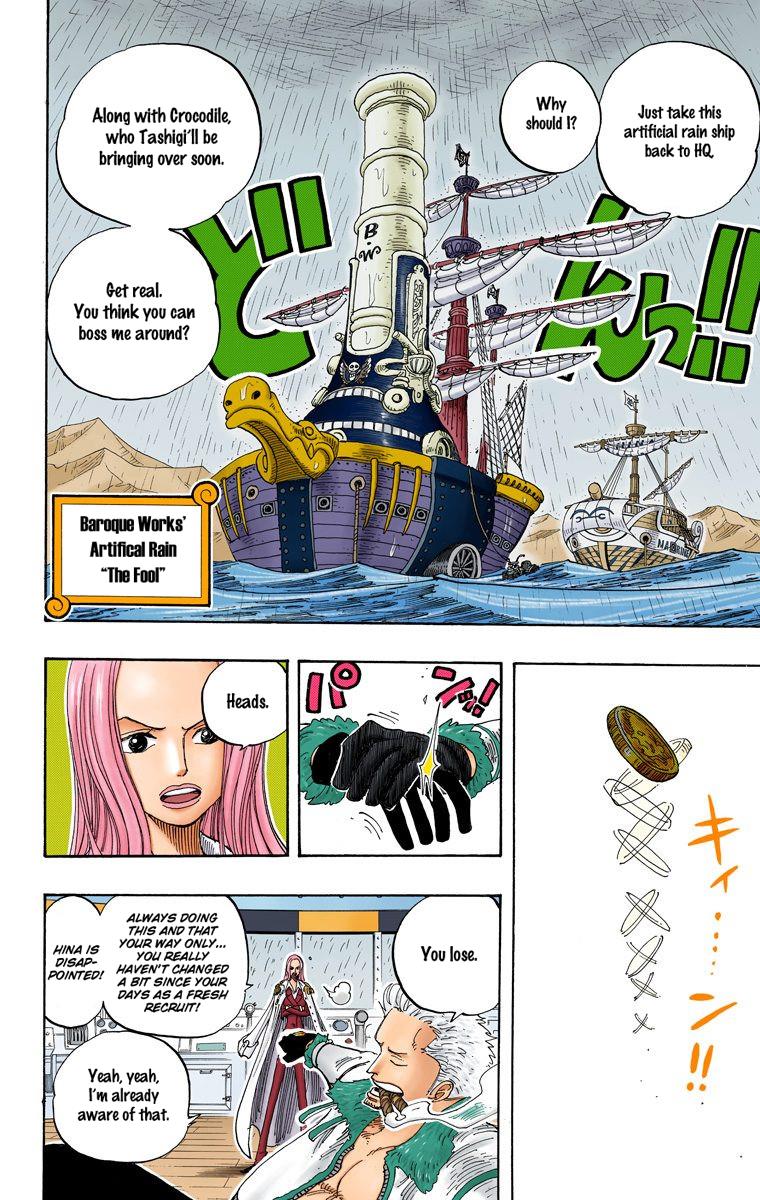 Just take this
artificial rain ship
back to HQ.
Why
should I?
Along with Crocodile,
who Tashigi'll be
bringing over soon.
Get real.
You think you can
boss me around?
どんっ!!
B・W
MARINE
Baroque Works'
Artifical Rain
"The Fool"
キィ・・・・ン!!
パンッ!!
Heads.
You lose.
ALWAYS DOING
THIS AND THAT
YOUR WAY ONLY...
YOU REALLY
HAVEN'T CHANGED
A BIT SINCE YOUR
DAYS AS A FRESH
RECRUIT!
HINA IS
DISAP-
POINTED!
Yeah, yeah,
I'm already
aware of that.